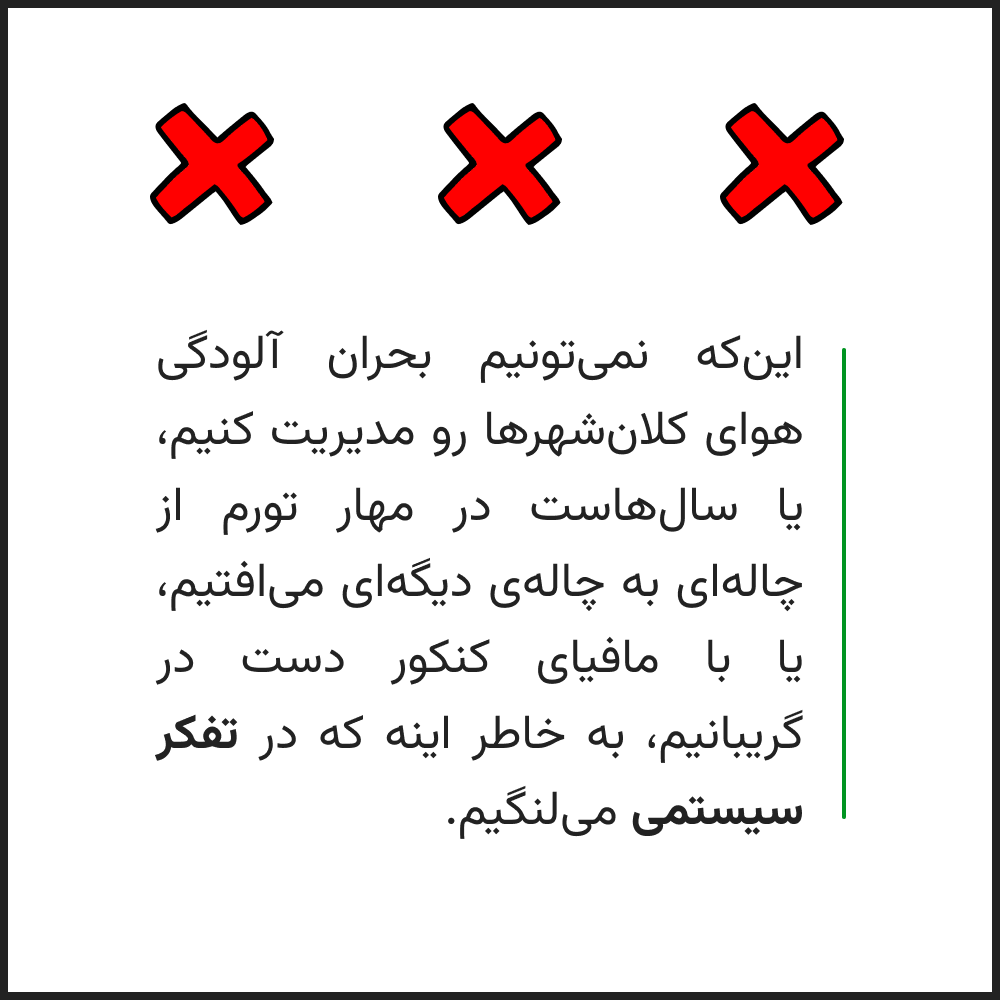 این‌که نمی‌تونیم بحران آلودگی
هوای کلان‌شهرها رو مدیریت کنیم،
یا سال‌هاست در مهار تورم از
چاله‌ای به چاله‌ی دیگه‌ای می‌افتیم،
یا با مافیای کنکور دست در
گریبانیم، به خاطر اینه که در تفکر
سیستمی می‌لنگیم.